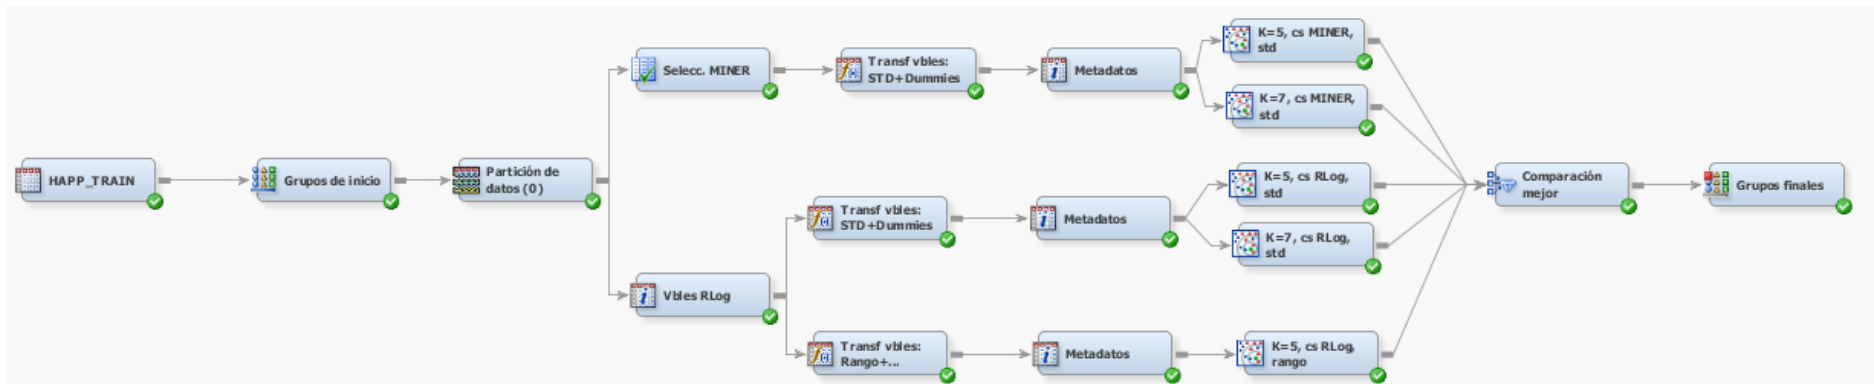 HAPP_TRAIN
Grupos de inicio
Partición de
datos (0)
Selecc. MINER
Transf vbles:
STD+Dummies
Metadatos
K=5, cs MINER,
std
K=7, cs MINER,
std
Vbles RLog
Transf vbles:
STD+Dummies
Metadatos
K=5, cs RLog,
std
K=7, cs RLog,
std
Transf vbles:
Rango+...
Metadatos
K=5, cs RLog,
rango
Comparación
mejor
Grupos finales